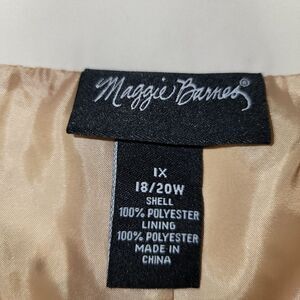 Maggie Barnes®
1X
18/20W
SHELL
100% POLYESTER
LINING
100% POLYESTER
MADE IN
CHINA